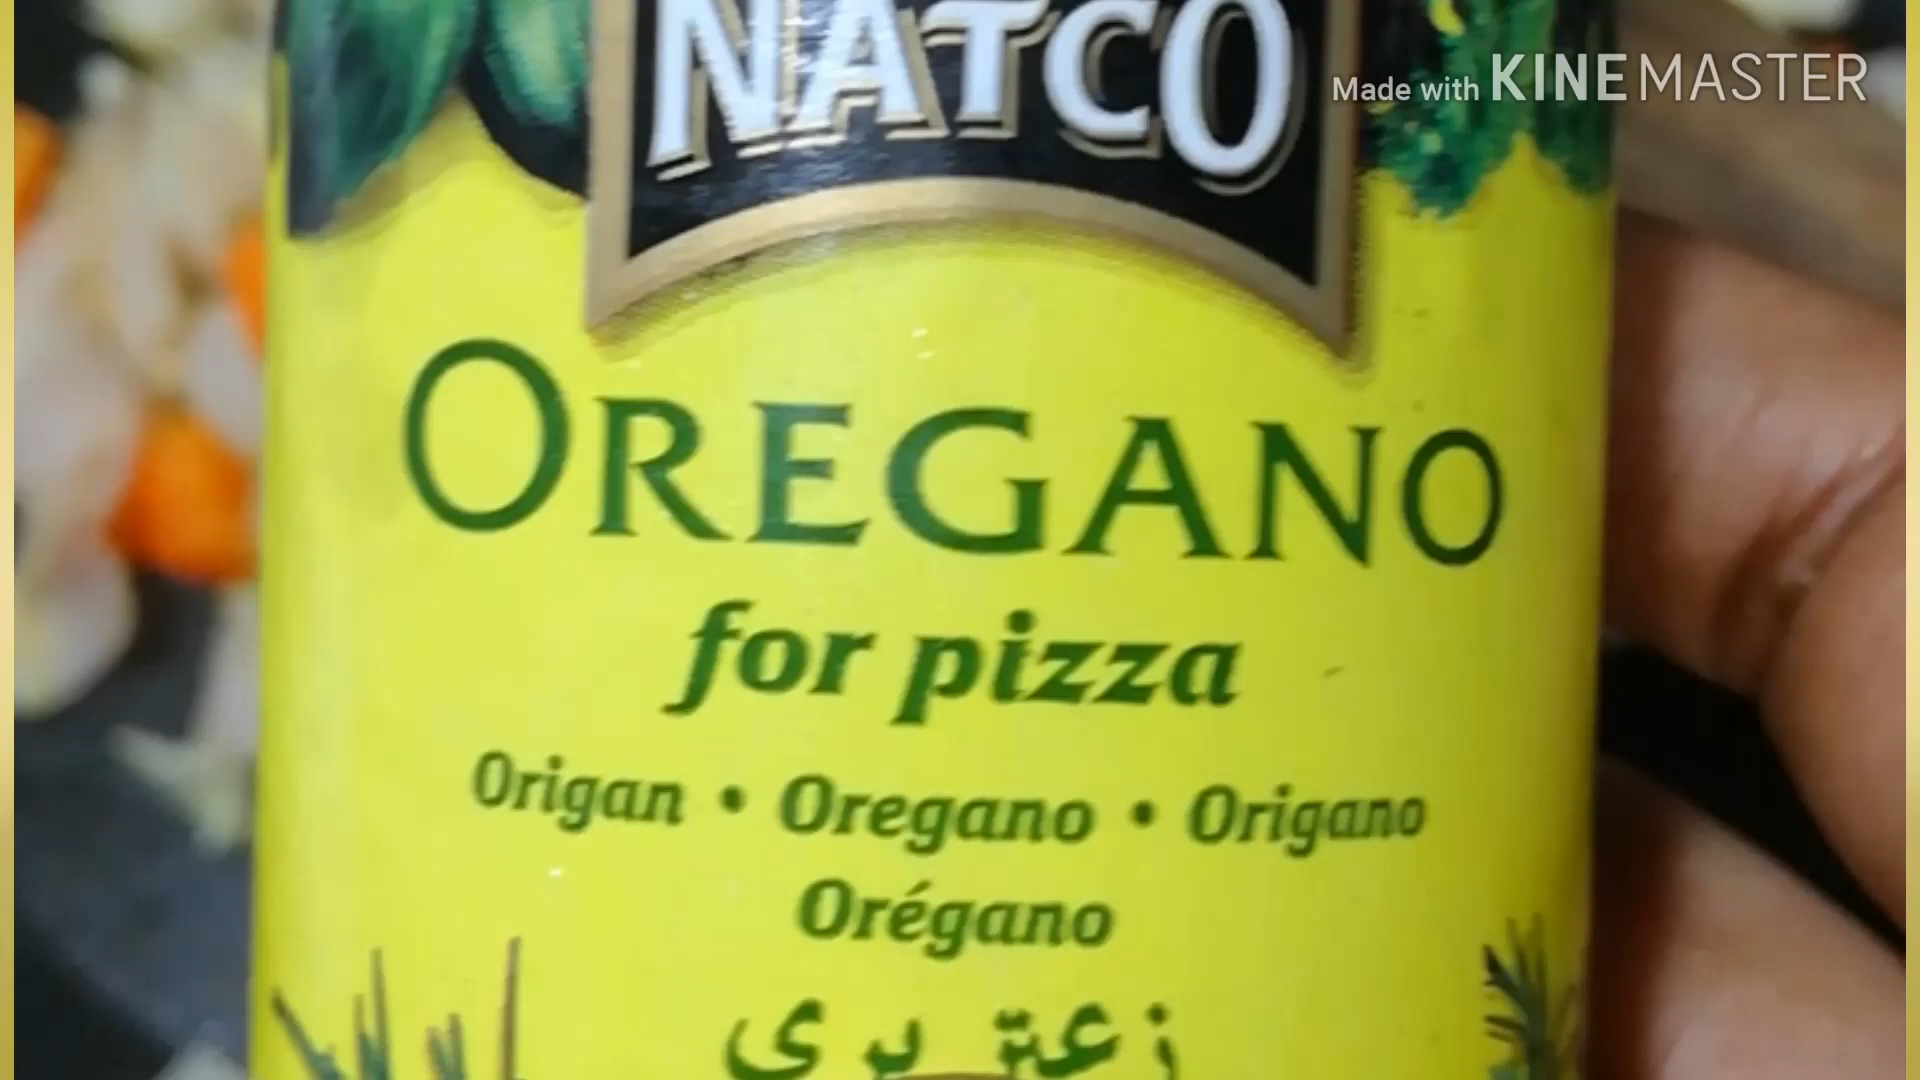 NATCO
Made with KINEMASTER
OREGANO
for pizza
Origan • Oregano • Origano
Orégano
زعتر بري